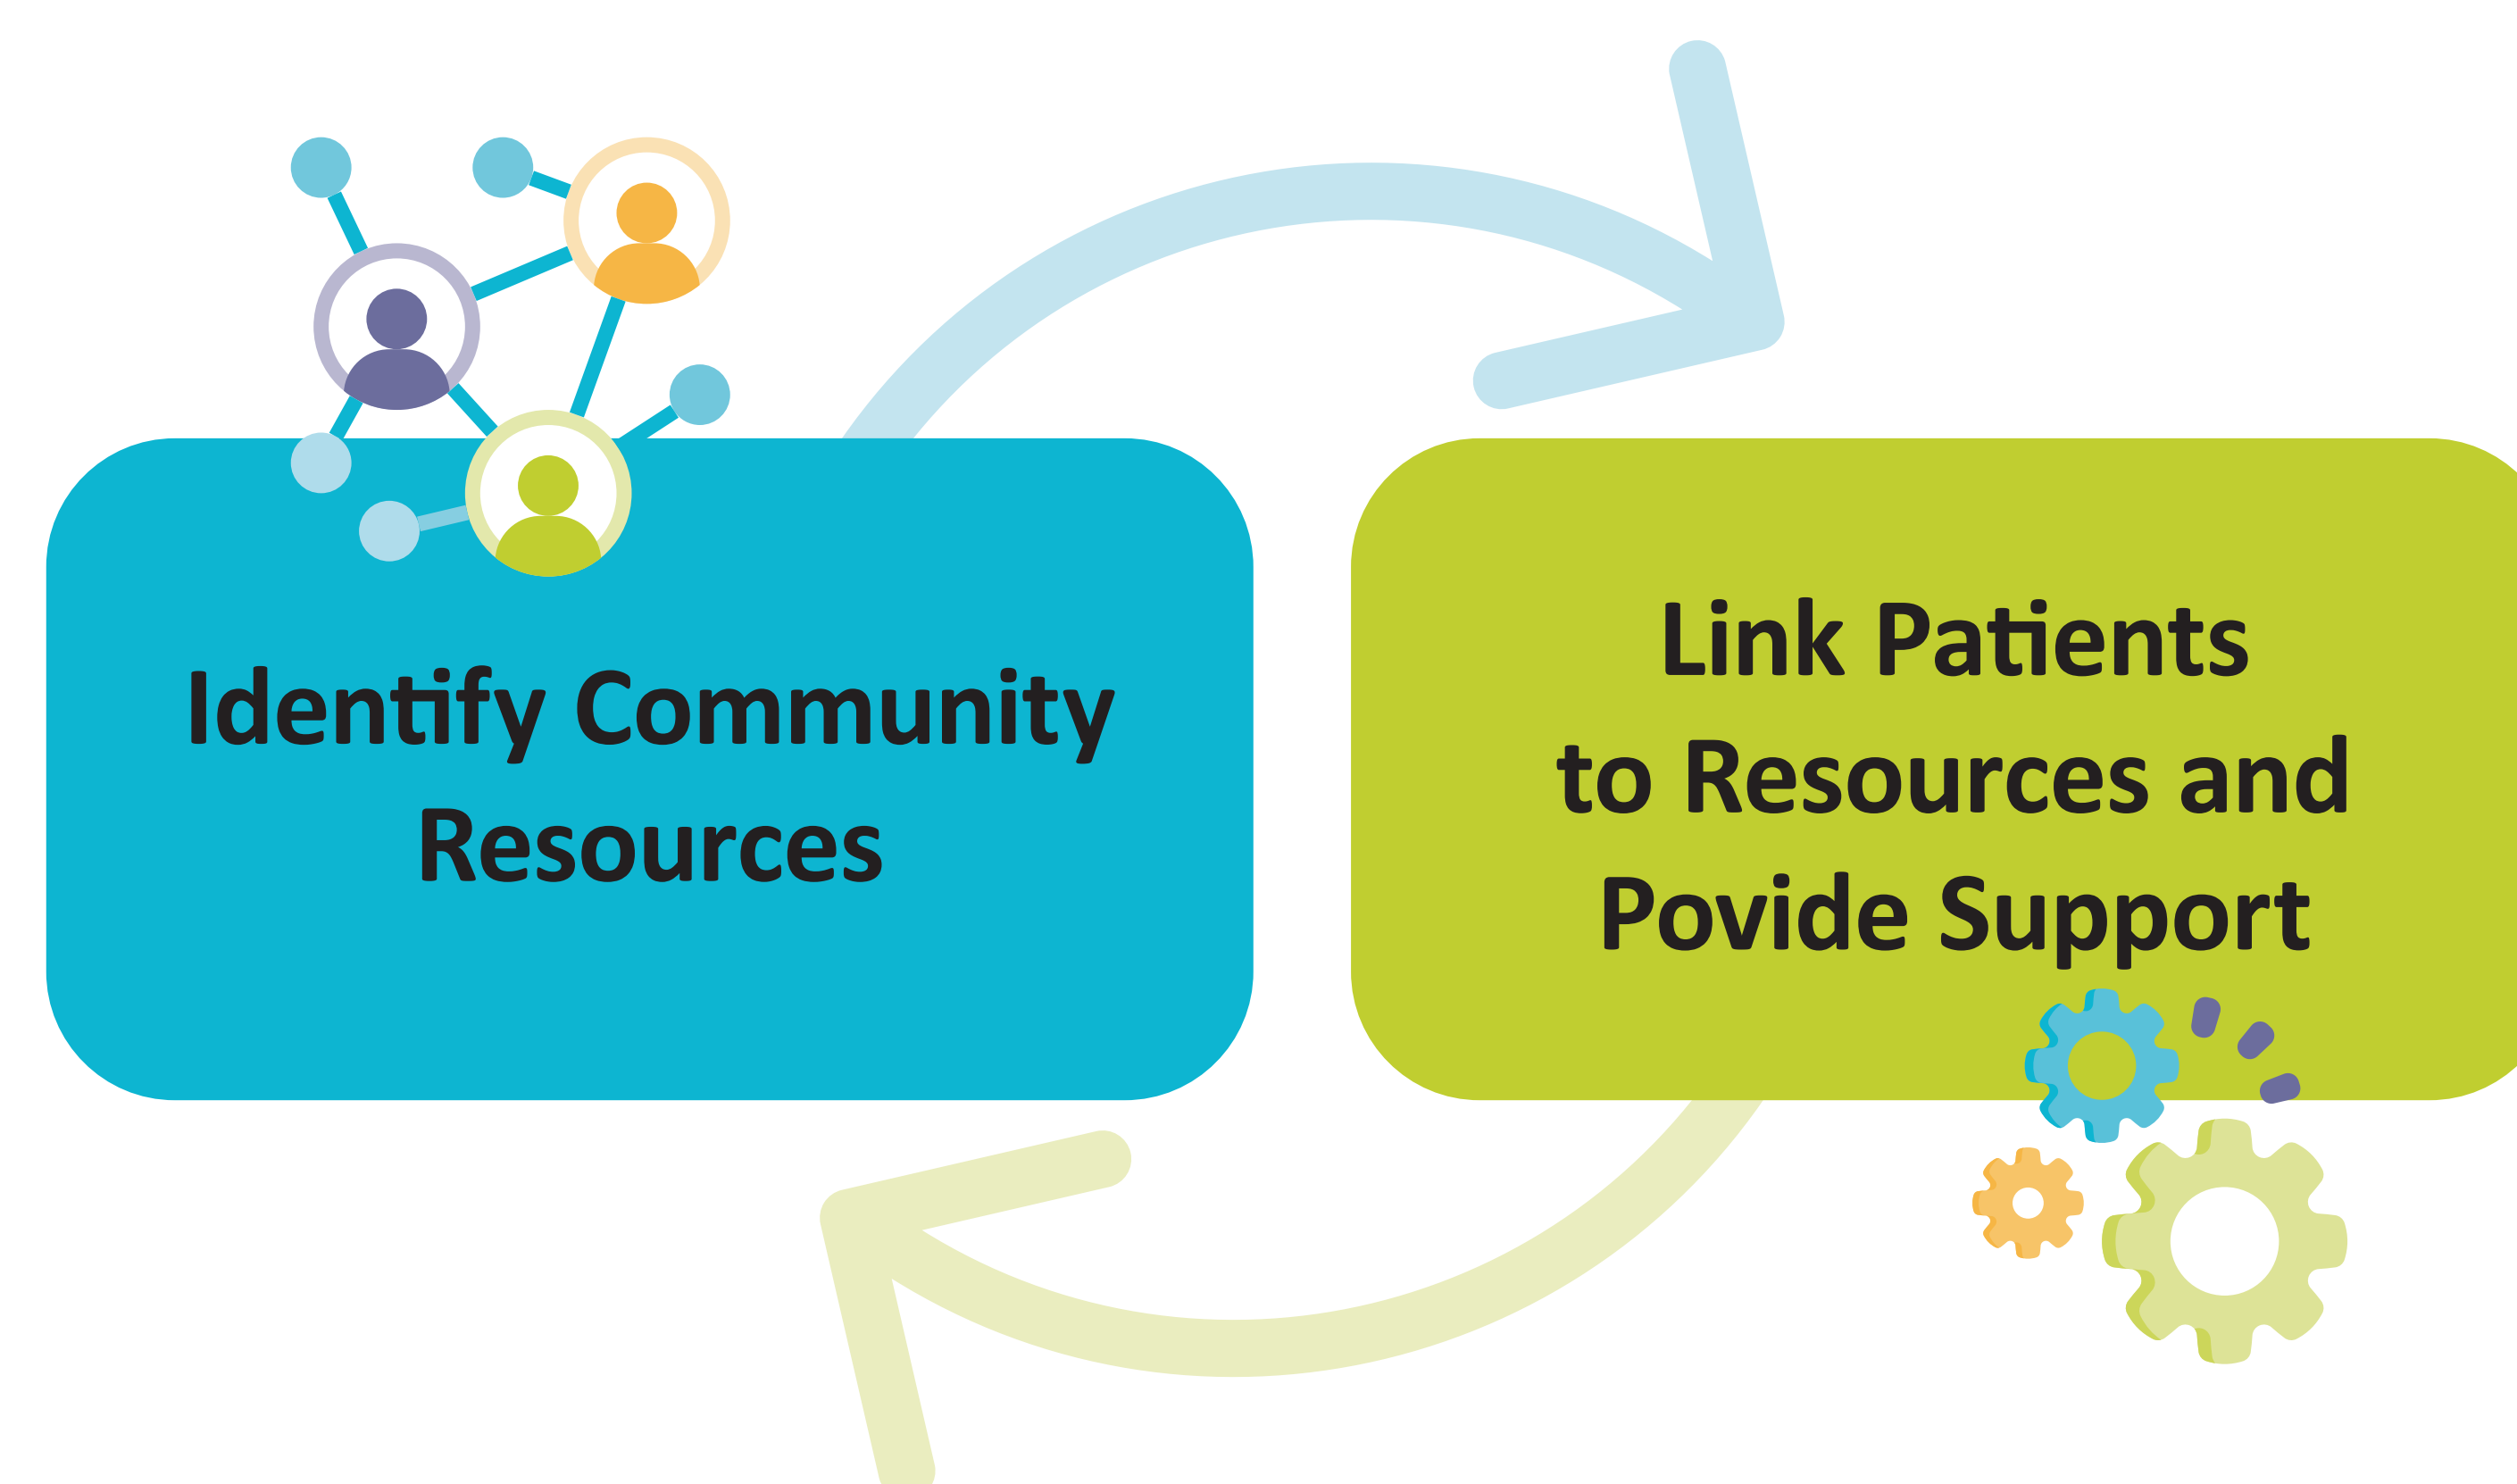 Identify Community
Resources
Link Patients
to Resources and
Povide Support